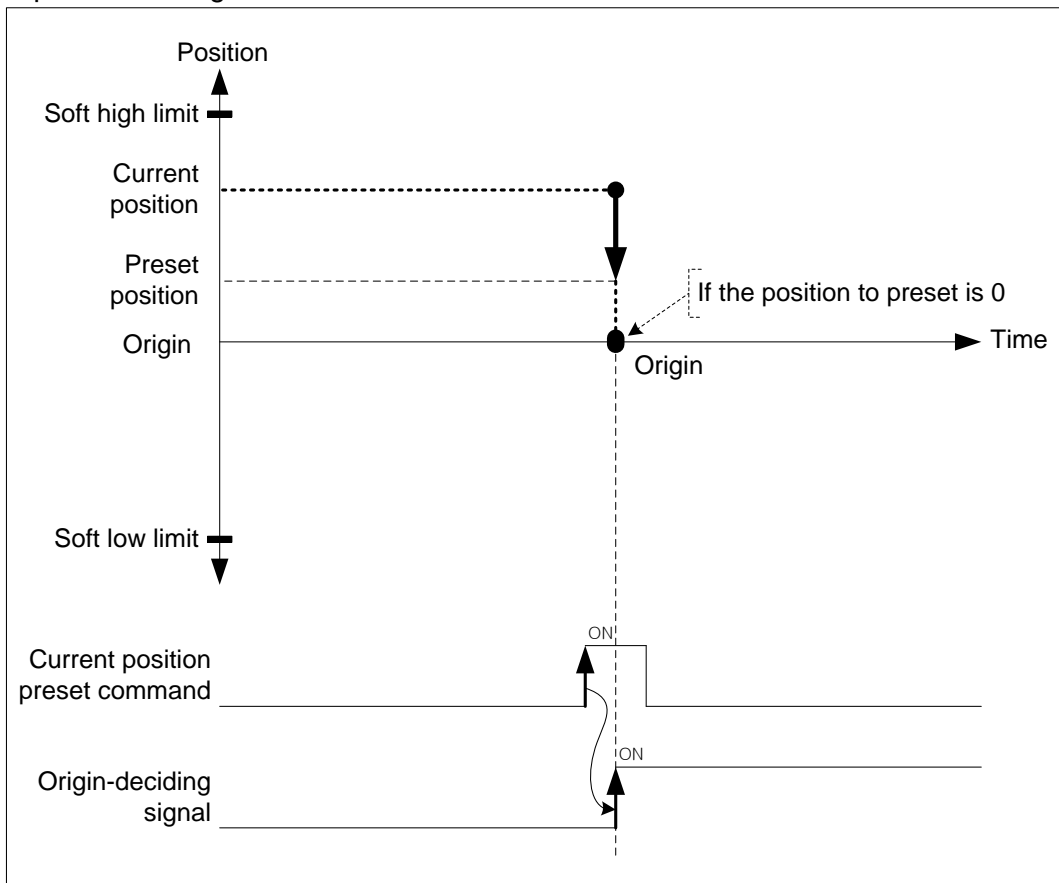 Position
Soft high limit
Current
position
Preset
position
If the position to preset is 0
Origin
Time
Origin
Soft low limit
ON
Current position
preset command
ON
Origin-deciding
signal